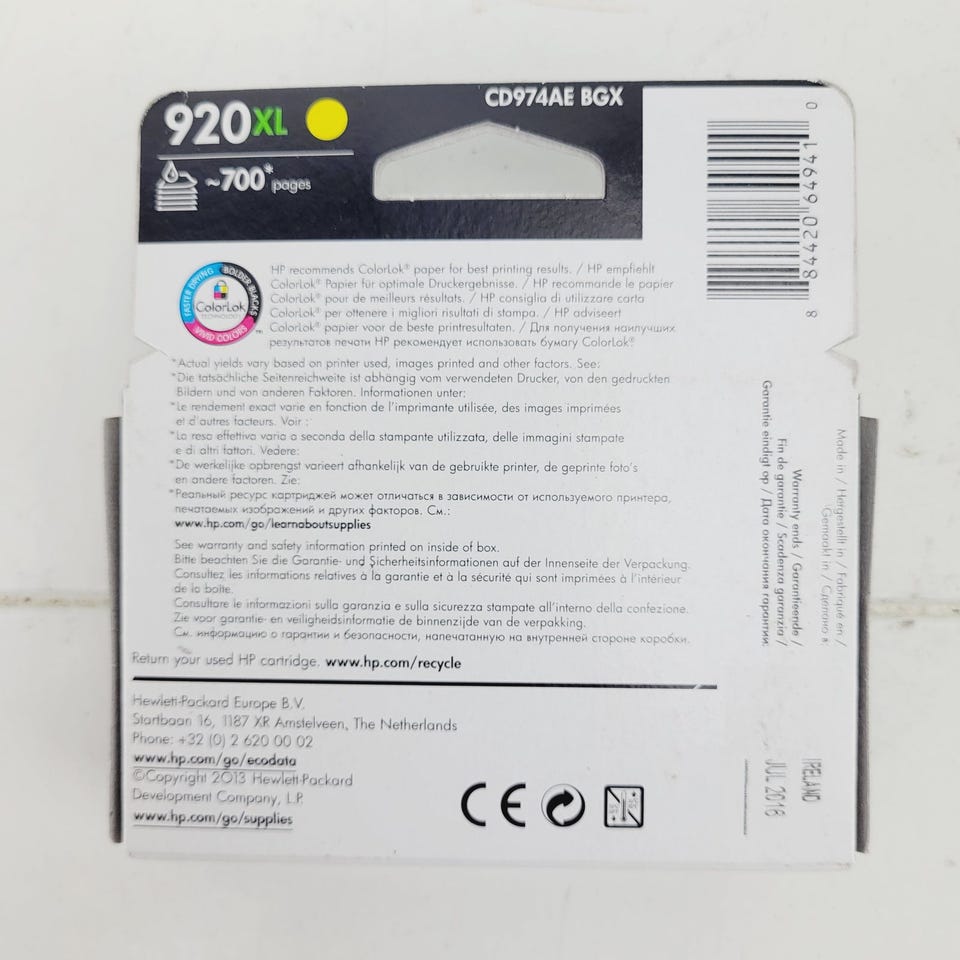 920XL
CD974AE BGX
~700* pages
8 84420 64941 0
FASTER DRYING
BOLDER BLACKS
ColorLok
TECHNOLOGY
VIVID COLORS
™
HP recommends ColorLok® paper for best printing results. / HP empfiehlt
ColorLok® Papier für optimale Druckergebnisse. / HP recommande le papier
ColorLok® pour de meilleurs résultats. / HP consiglia di utilizzare carta
ColorLok® per ottenere i migliori risultati di stampa. / HP adviseert
ColorLok® papier voor de beste printresultaten. / Для получения наилучших
результатов печати HP рекомендует использовать бумагу ColorLok®
*Actual yields vary based on printer used, images printed and other factors. See:
*Die tatsächliche Seitenreichweite ist abhängig vom verwendeten Drucker, von den gedruckten
Bildern und von anderen Faktoren. Informationen unter:
*Le rendement exact varie en fonction de l'imprimante utilisée, des images imprimées
et d'autres facteurs. Voir :
*La resa effettiva varia a seconda della stampante utilizzata, delle immagini stampate
e di altri fattori. Vedere:
*De werkelijke opbrengst varieert afhankelijk van de gebruikte printer, de geprinte foto's
en andere factoren. Zie:
*Реальный ресурс картриджей может отличаться в зависимости от используемого принтера,
печатаемых изображений и других факторов. См.:
www.hp.com/go/learnaboutsupplies
See warranty and safety information printed on inside of box.
Bitte beachten Sie die Garantie- und Sicherheitsinformationen auf der Innenseite der Verpackung.
Consultez les informations relatives à la garantie et à la sécurité qui sont imprimées à l'intérieur
de la boîte.
Consultare le informazioni sulla garanzia e sulla sicurezza stampate all'interno della confezione.
Zie voor garantie- en veiligheidsinformatie de binnenzijde van de verpakking.
См. информацию о гарантии и безопасности, напечатанную на внутренней стороне коробки.
Return your used HP cartridge. www.hp.com/recycle
Hewlett-Packard Europe B.V.
Startbaan 16, 1187 XR Amstelveen, The Netherlands
Phone: +32 (0) 2 620 00 02
www.hp.com/go/ecodata
©Copyright 2013 Hewlett-Packard
Development Company, L.P.
www.hp.com/go/supplies
CE
Made in / Hergestellt in / Fabriqué en /
Gemaakt in / Сделано в:
Warranty ends / Garantieende /
Fin de garantie / Scadenza garanzia /
Garantie eindigt op / Дата окончания гарантии:
IRELAND
JUL 2016